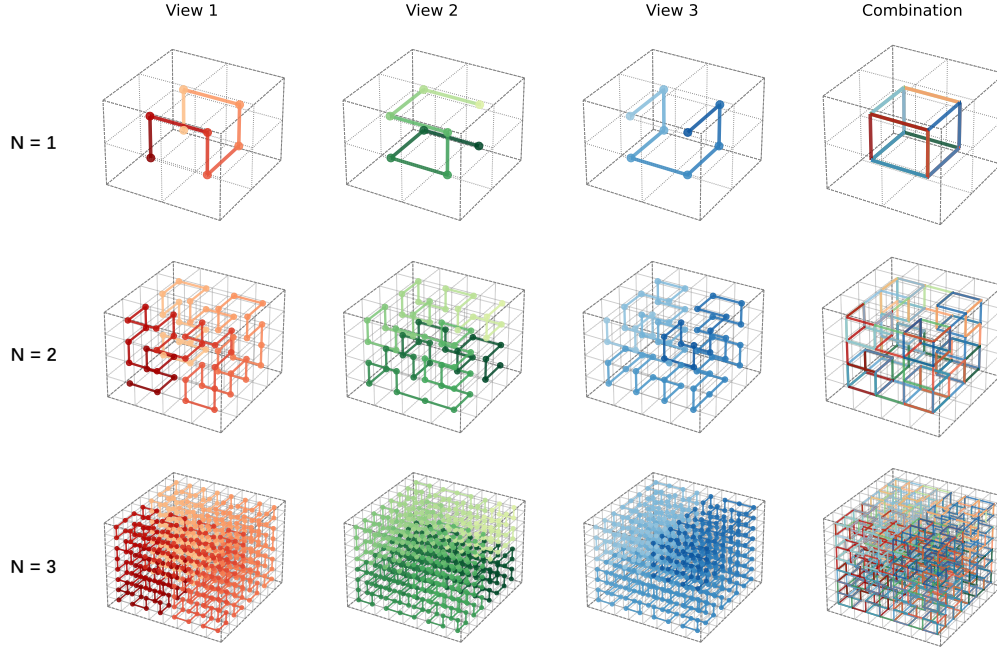 View 1
View 2
View 3
Combination
N = 1
N = 2
N = 3